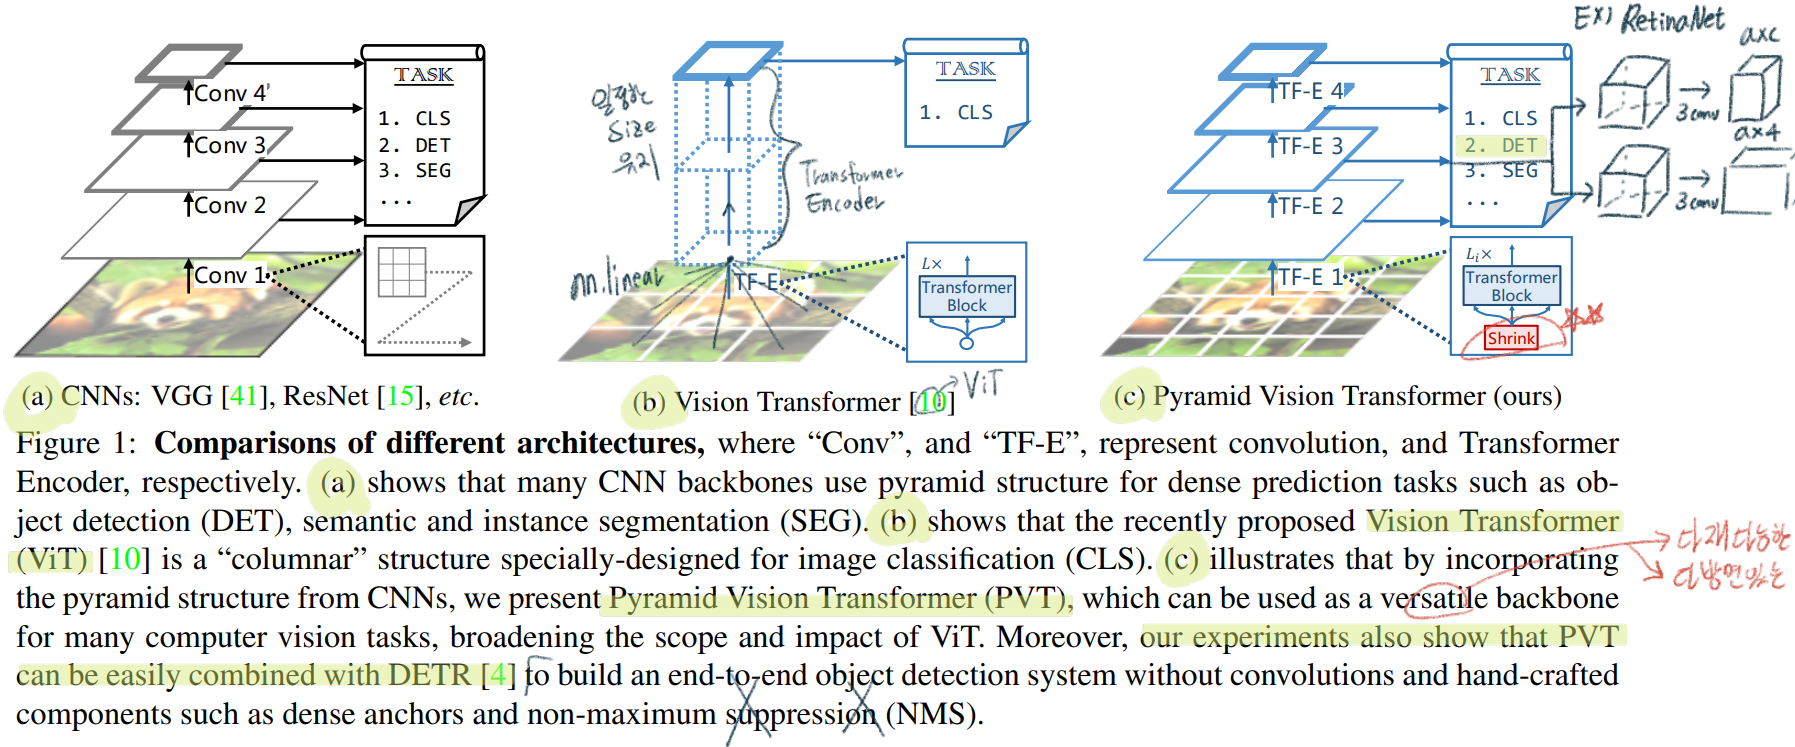 EX) RetinaNet
axc
3conv
ax4
3conv
TASK
1. CLS
2. DET
3. SEG
...
Conv 4
Conv 3
Conv 2
Conv 1
일정한
Size
유지
TASK
1. CLS
Transformer
Encoder
nn.linear
TF-E
L×
Transformer
Block
TASK
1. CLS
2. DET
3. SEG
...
TF-E 4
TF-E 3
TF-E 2
TF-E 1
Li×
Transformer
Block
Shrink
(a) CNNs: VGG [41], ResNet [15], etc.
(b) Vision Transformer [10]
ViT
(c) Pyramid Vision Transformer (ours)
Figure 1: Comparisons of different architectures, where “Conv”, and “TF-E”, represent convolution, and Transformer
Encoder, respectively. (a) shows that many CNN backbones use pyramid structure for dense prediction tasks such as ob-
ject detection (DET), semantic and instance segmentation (SEG). (b) shows that the recently proposed Vision Transformer
(ViT) [10] is a “columnar” structure specially-designed for image classification (CLS). (c) illustrates that by incorporating
the pyramid structure from CNNs, we present Pyramid Vision Transformer (PVT), which can be used as a versatile backbone
for many computer vision tasks, broadening the scope and impact of ViT. Moreover, our experiments also show that PVT
can be easily combined with DETR [4] to build an end-to-end object detection system without convolutions and hand-crafted
components such as dense anchors and non-maximum suppression (NMS).
다재다능한
다방면있는